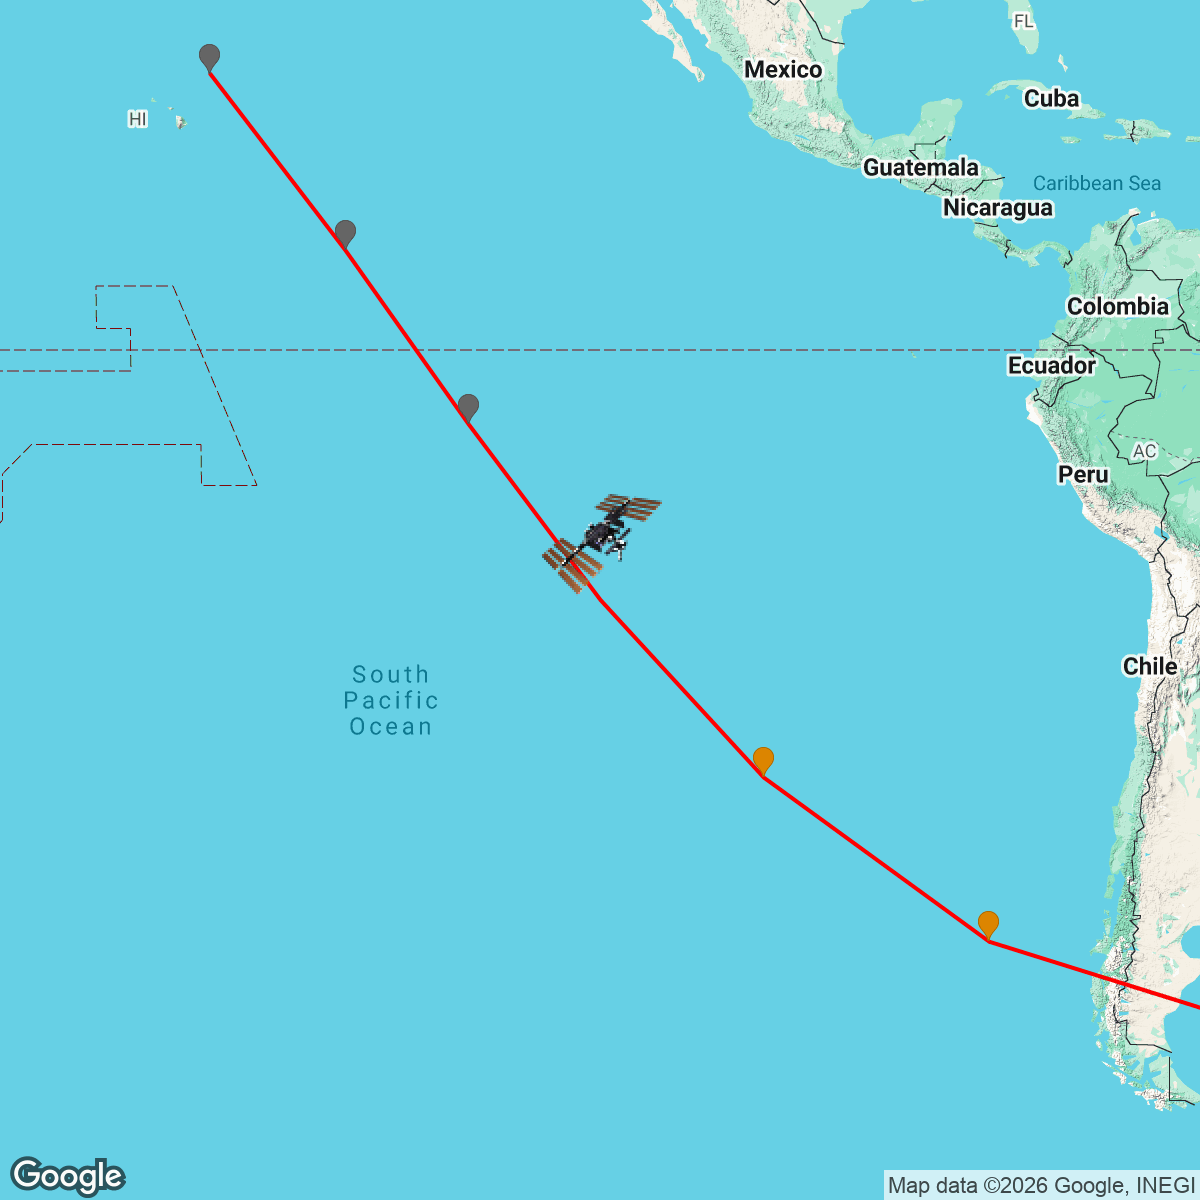 FL
Mexico
Cuba
HI
Guatemala
Caribbean Sea
Nicaragua
Colombia
Ecuador
AC
Peru
South
Pacific
Ocean
Chile
Google
Map data ©2026 Google, INEGI